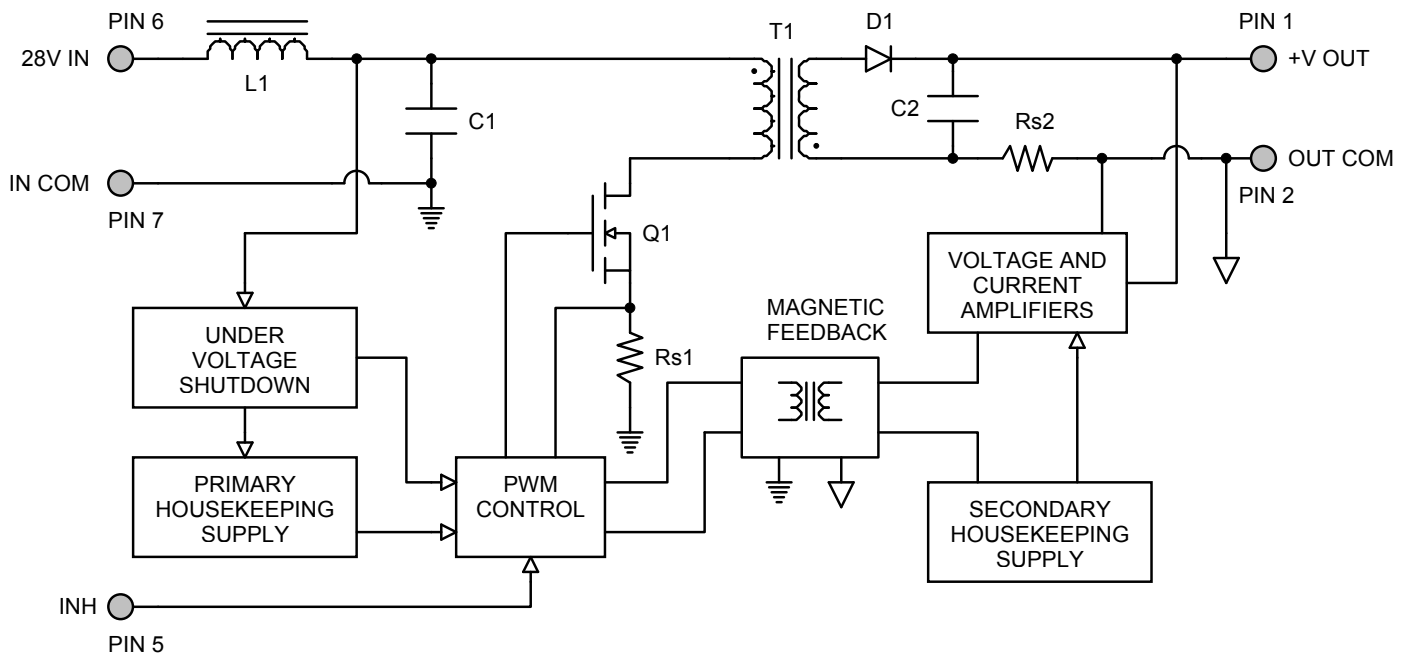 PIN 6
28V IN
L1
C1
IN COM
PIN 7
T1
D1
PIN 1
+V OUT
C2
Rs2
OUT COM
PIN 2
Q1
Rs1
UNDER
VOLTAGE
SHUTDOWN
PRIMARY
HOUSEKEEPING
SUPPLY
PWM
CONTROL
MAGNETIC
FEEDBACK
VOLTAGE AND
CURRENT
AMPLIFIERS
SECONDARY
HOUSEKEEPING
SUPPLY
INH
PIN 5